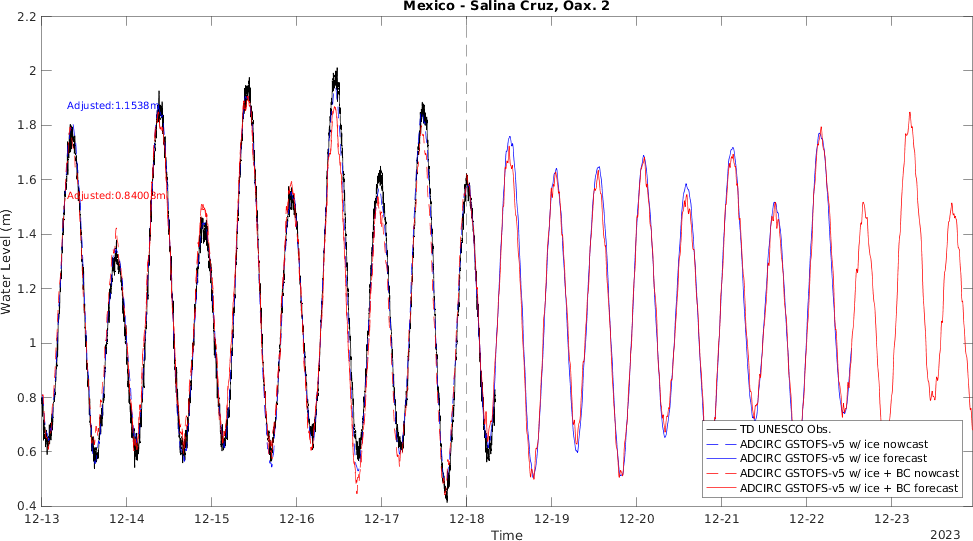 Mexico - Salina Cruz, Oax. 2
2.2
2
1.8
1.6
1.4
1.2
1
0.8
0.6
0.4
Water Level (m)
Adjusted:1.1538m
Adjusted:0.84008m
TD UNESCO Obs.
ADCIRC GSTOFS-v5 w/ ice nowcast
ADCIRC GSTOFS-v5 w/ ice forecast
ADCIRC GSTOFS-v5 w/ ice + BC nowcast
ADCIRC GSTOFS-v5 w/ ice + BC forecast
12-13 12-14 12-15 12-16 12-17 12-18 12-19 12-20 12-21 12-22 12-23
Time
2023